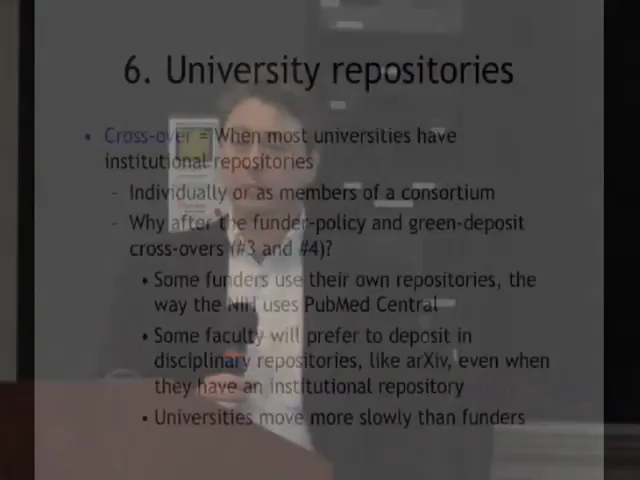 6. University repositories
• Cross-over = When most universities have
institutional repositories
- Individually or as members of a consortium
- Why after the funder-policy and green-deposit
cross-overs (#3 and #4)?
• Some funders use their own repositories, the
way the NIH uses PubMed Central
• Some faculty will prefer to deposit in
disciplinary repositories, like arXiv, even when
they have an institutional repository
• Universities move more slowly than funders